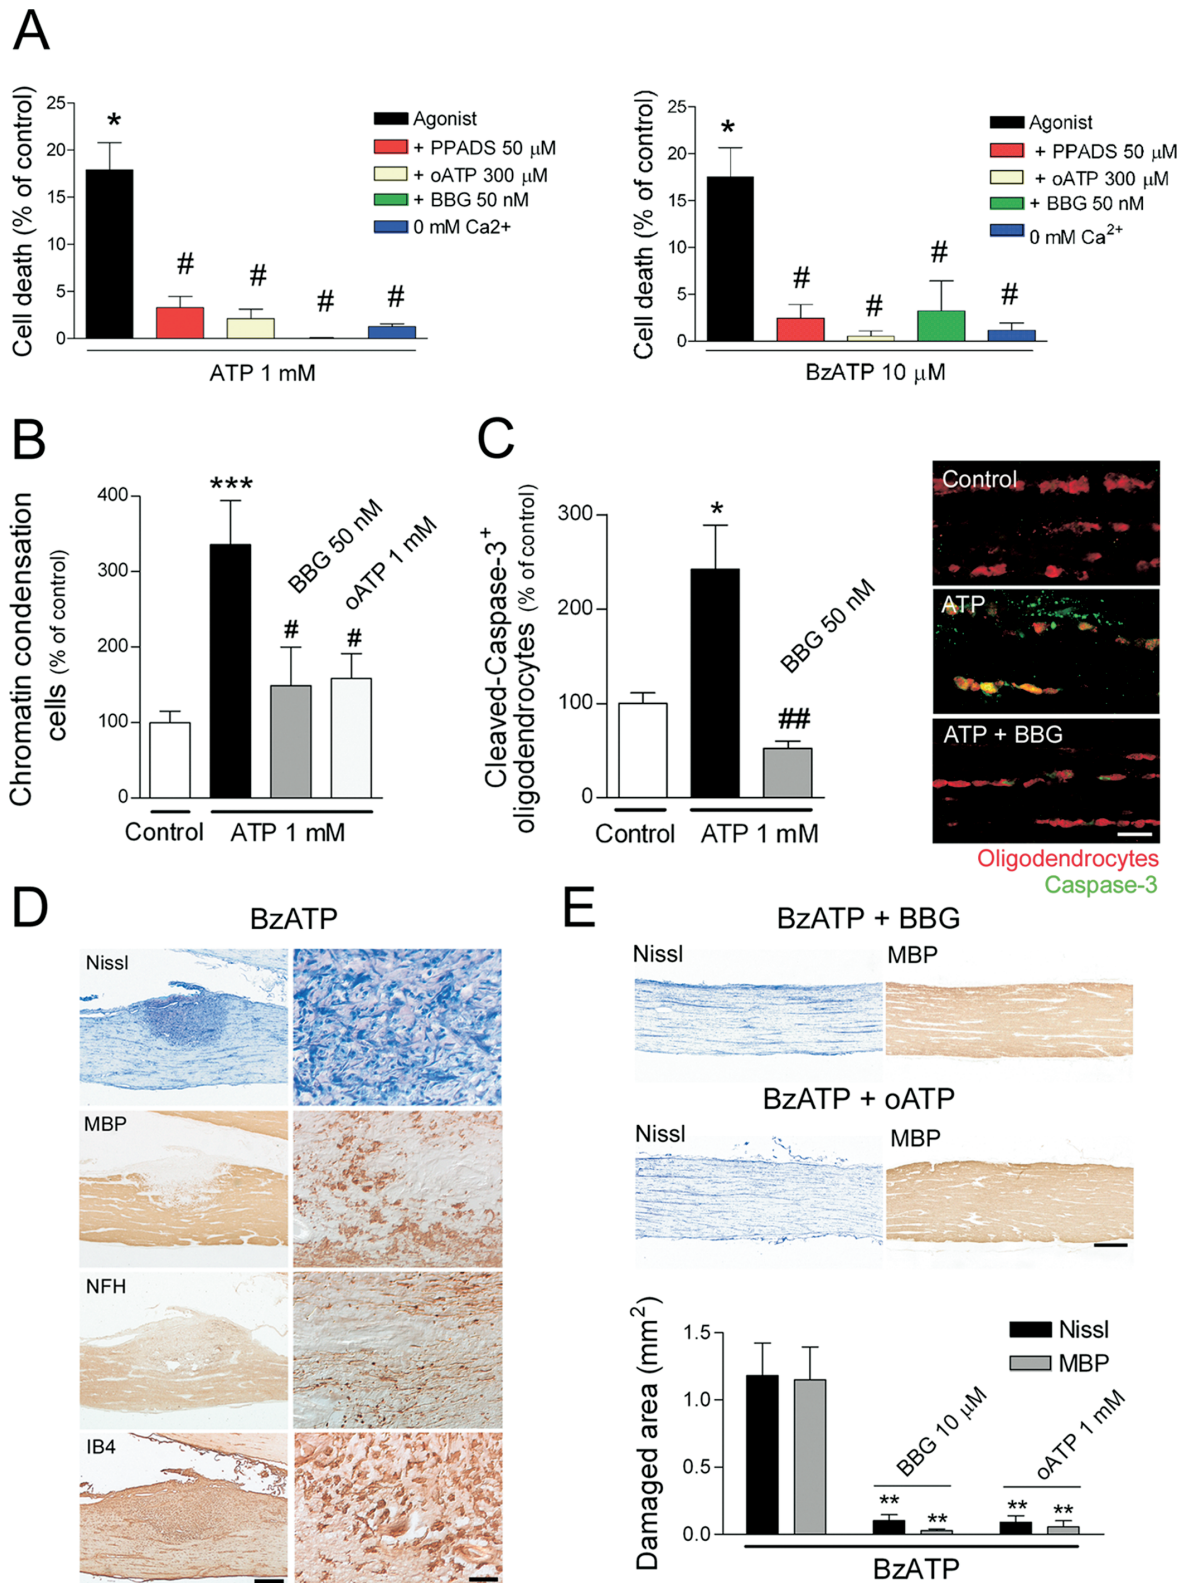 A
Cell death (% of control)
25
20
15
10
5
0
*
#
#
#
#
ATP 1 mM
Agonist
+ PPADS 50 μM
+ oATP 300 μM
+ BBG 50 nM
0 mM Ca2+
Cell death (% of control)
25
20
15
10
5
0
*
#
#
#
#
BzATP 10 μM
Agonist
+ PPADS 50 μM
+ oATP 300 μM
+ BBG 50 nM
0 mM Ca2+
B
Chromatin condensation
cells (% of control)
400
300
200
100
0
***
#
#
BBG 50 nM
oATP 1 mM
Control
ATP 1 mM
C
Cleaved-Caspase-3+
oligodendrocytes (% of control)
300
200
100
0
*
##
BBG 50 nM
Control
ATP 1 mM
Control
ATP
ATP + BBG
Oligodendrocytes
Caspase-3
D
BzATP
Nissl
MBP
NFH
IB4
E
BzATP + BBG
Nissl
MBP
BzATP + oATP
Nissl
MBP
Damaged area (mm2)
1.5
1.0
0.5
0.0
Nissl
MBP
BBG 10 μM
oATP 1 mM
**
**
**
**
BzATP